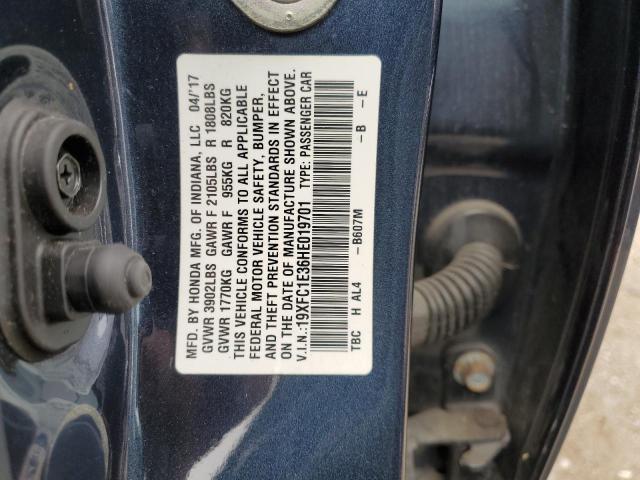 MFD. BY HONDA MFG. OF INDIANA, LLC 04/'17
GVWR 3902LBS GAWR F 2105LBS R 1808LBS
GVWR 1770KG GAWR F 955KG R 820KG
THIS VEHICLE CONFORMS TO ALL APPLICABLE
FEDERAL MOTOR VEHICLE SAFETY, BUMPER,
AND THEFT PREVENTION STANDARDS IN EFFECT
ON THE DATE OF MANUFACTURE SHOWN ABOVE.
V.I.N.:19XFC1E36HE019701 TYPE: PASSENGER CAR
TBC H AL4 -B607M -B -E